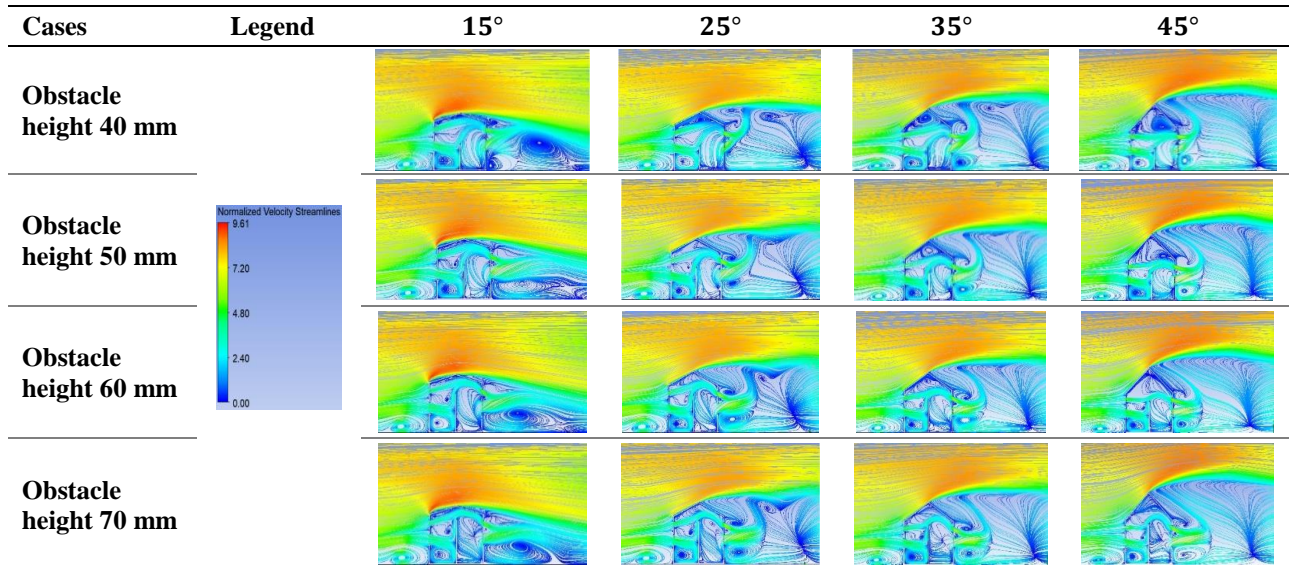 Cases Legend 15° 25° 35° 45°
Obstacle
height 40 mm
Obstacle
height 50 mm
Normalized Velocity Streamlines
9.61
7.20
4.80
2.40
0.00
Obstacle
height 60 mm
Obstacle
height 70 mm